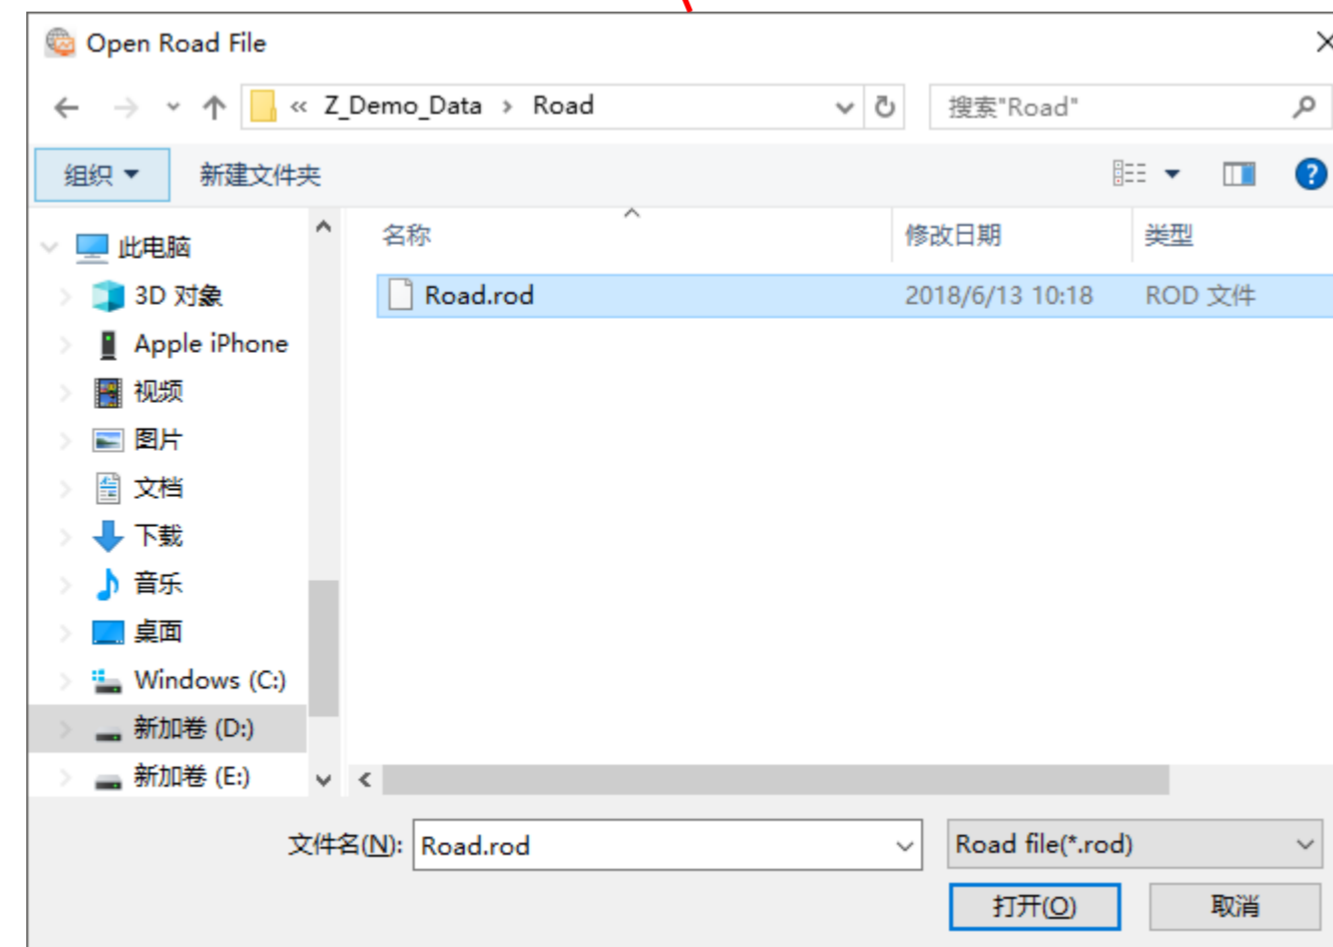 Open Road File
« Z_Demo_Data › Road
搜索"Road"
组织 新建文件夹
名称 修改日期 类型
此电脑
3D 对象
Apple iPhone
视频
图片
文档
下载
音乐
桌面
Windows (C:)
新加卷 (D:)
新加卷 (E:)
Road.rod 2018/6/13 10:18 ROD 文件
文件名(N): Road.rod Road file(*.rod)
打开(O) 取消